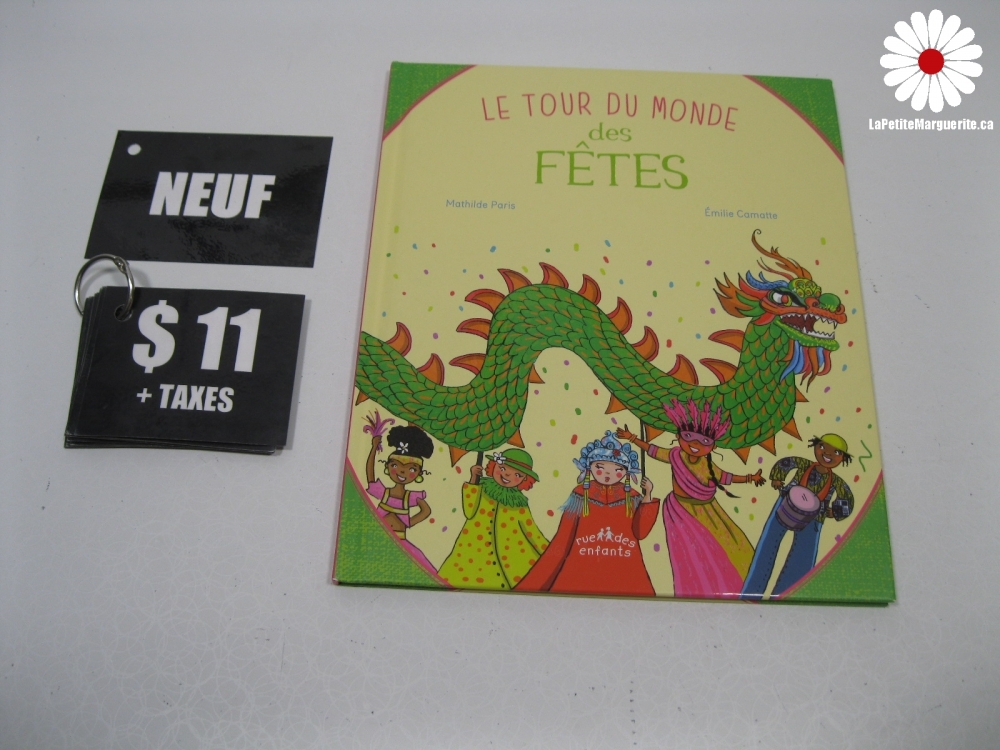 LaPetiteMarguerite.ca
NEUF
$ 11
+ TAXES
LE TOUR DU MONDE
des
FÊTES
Mathilde Paris
Émilie Camatte
rue des
enfants